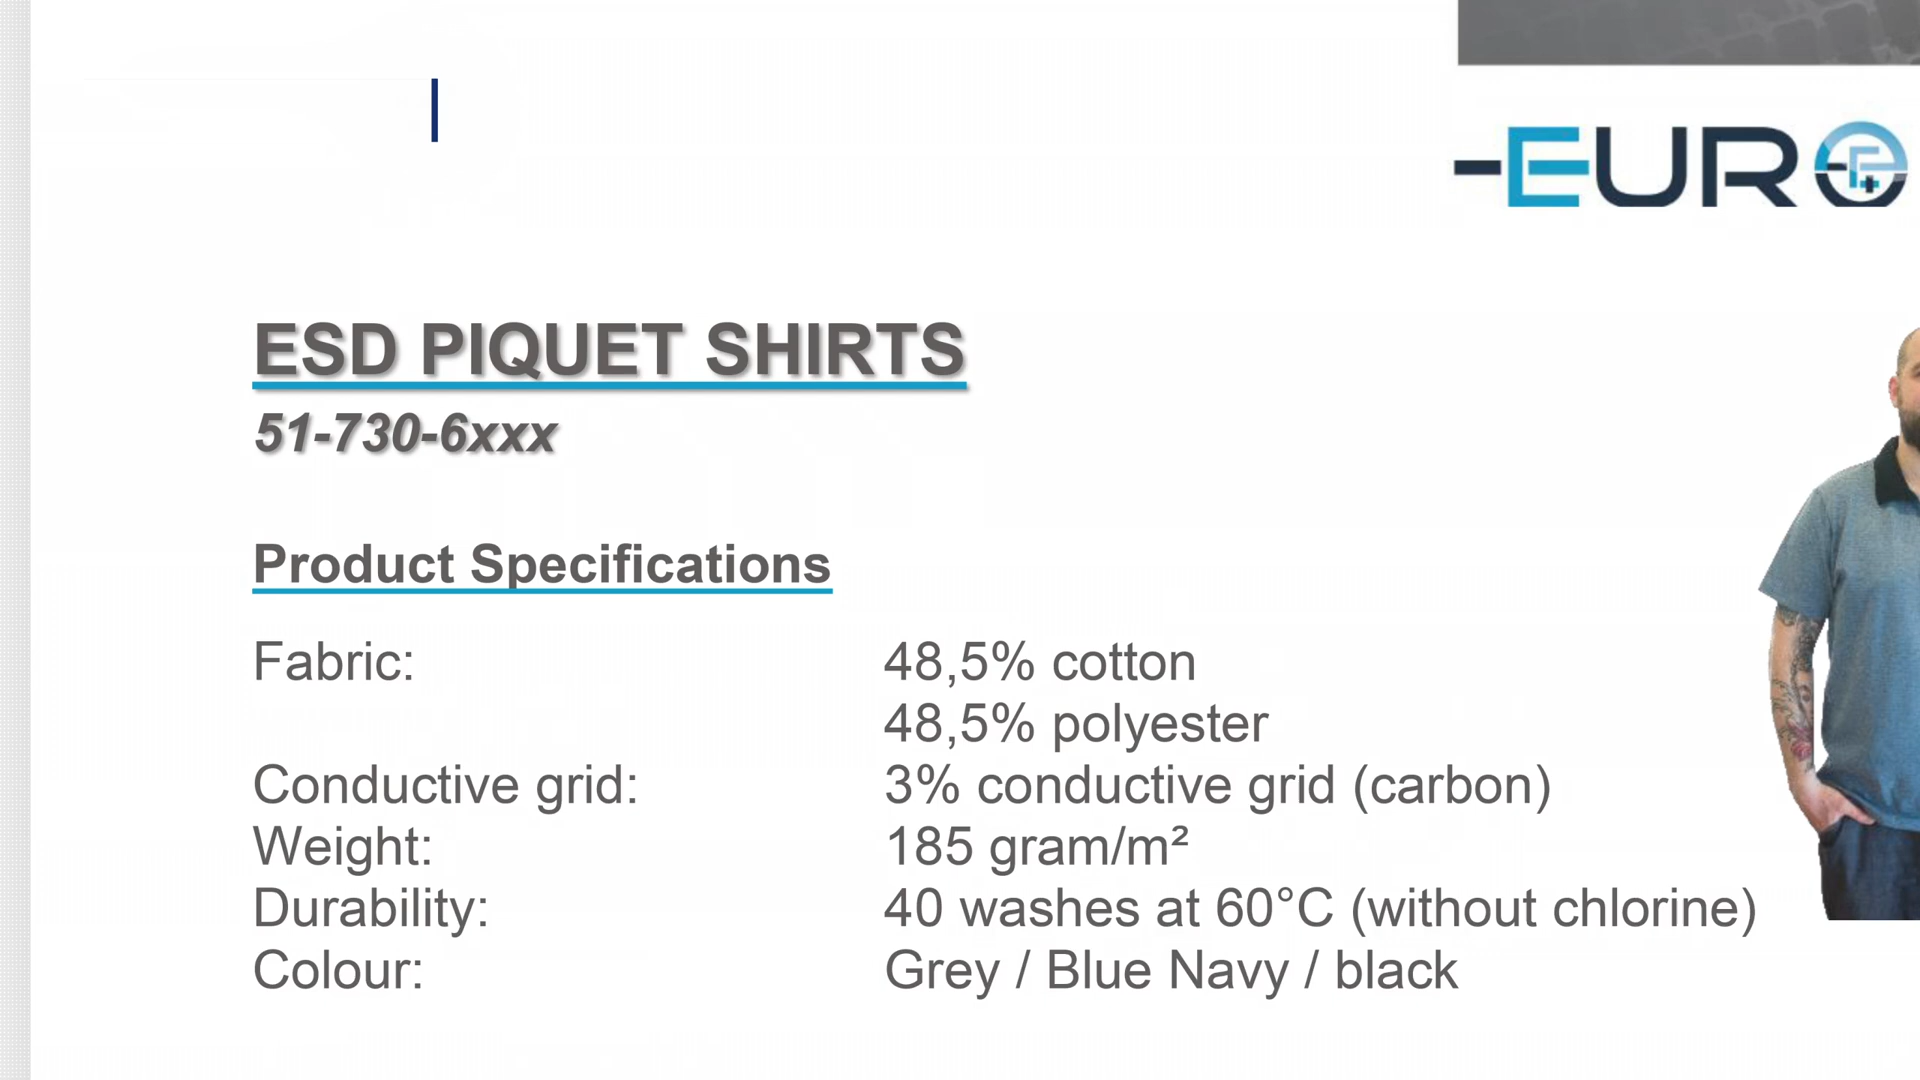 -EURO
ESD PIQUET SHIRTS
51-730-6xxx
Product Specifications
Fabric: 48,5% cotton
48,5% polyester
Conductive grid: 3% conductive grid (carbon)
Weight: 185 gram/m²
Durability: 40 washes at 60°C (without chlorine)
Colour: Grey / Blue Navy / black